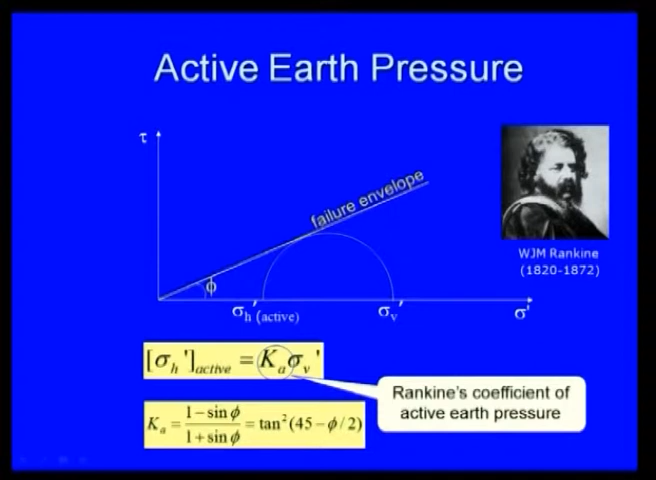 Active Earth Pressure
τ
failure envelope
ϕ
σh'(active)
σv'
σ'
WJM Rankine
(1820-1872)
[σh']active = Kaσv'
Rankine's coefficient of
active earth pressure
Ka = (1 − sin ϕ)/(1 + sin ϕ) = tan²(45 − ϕ / 2)